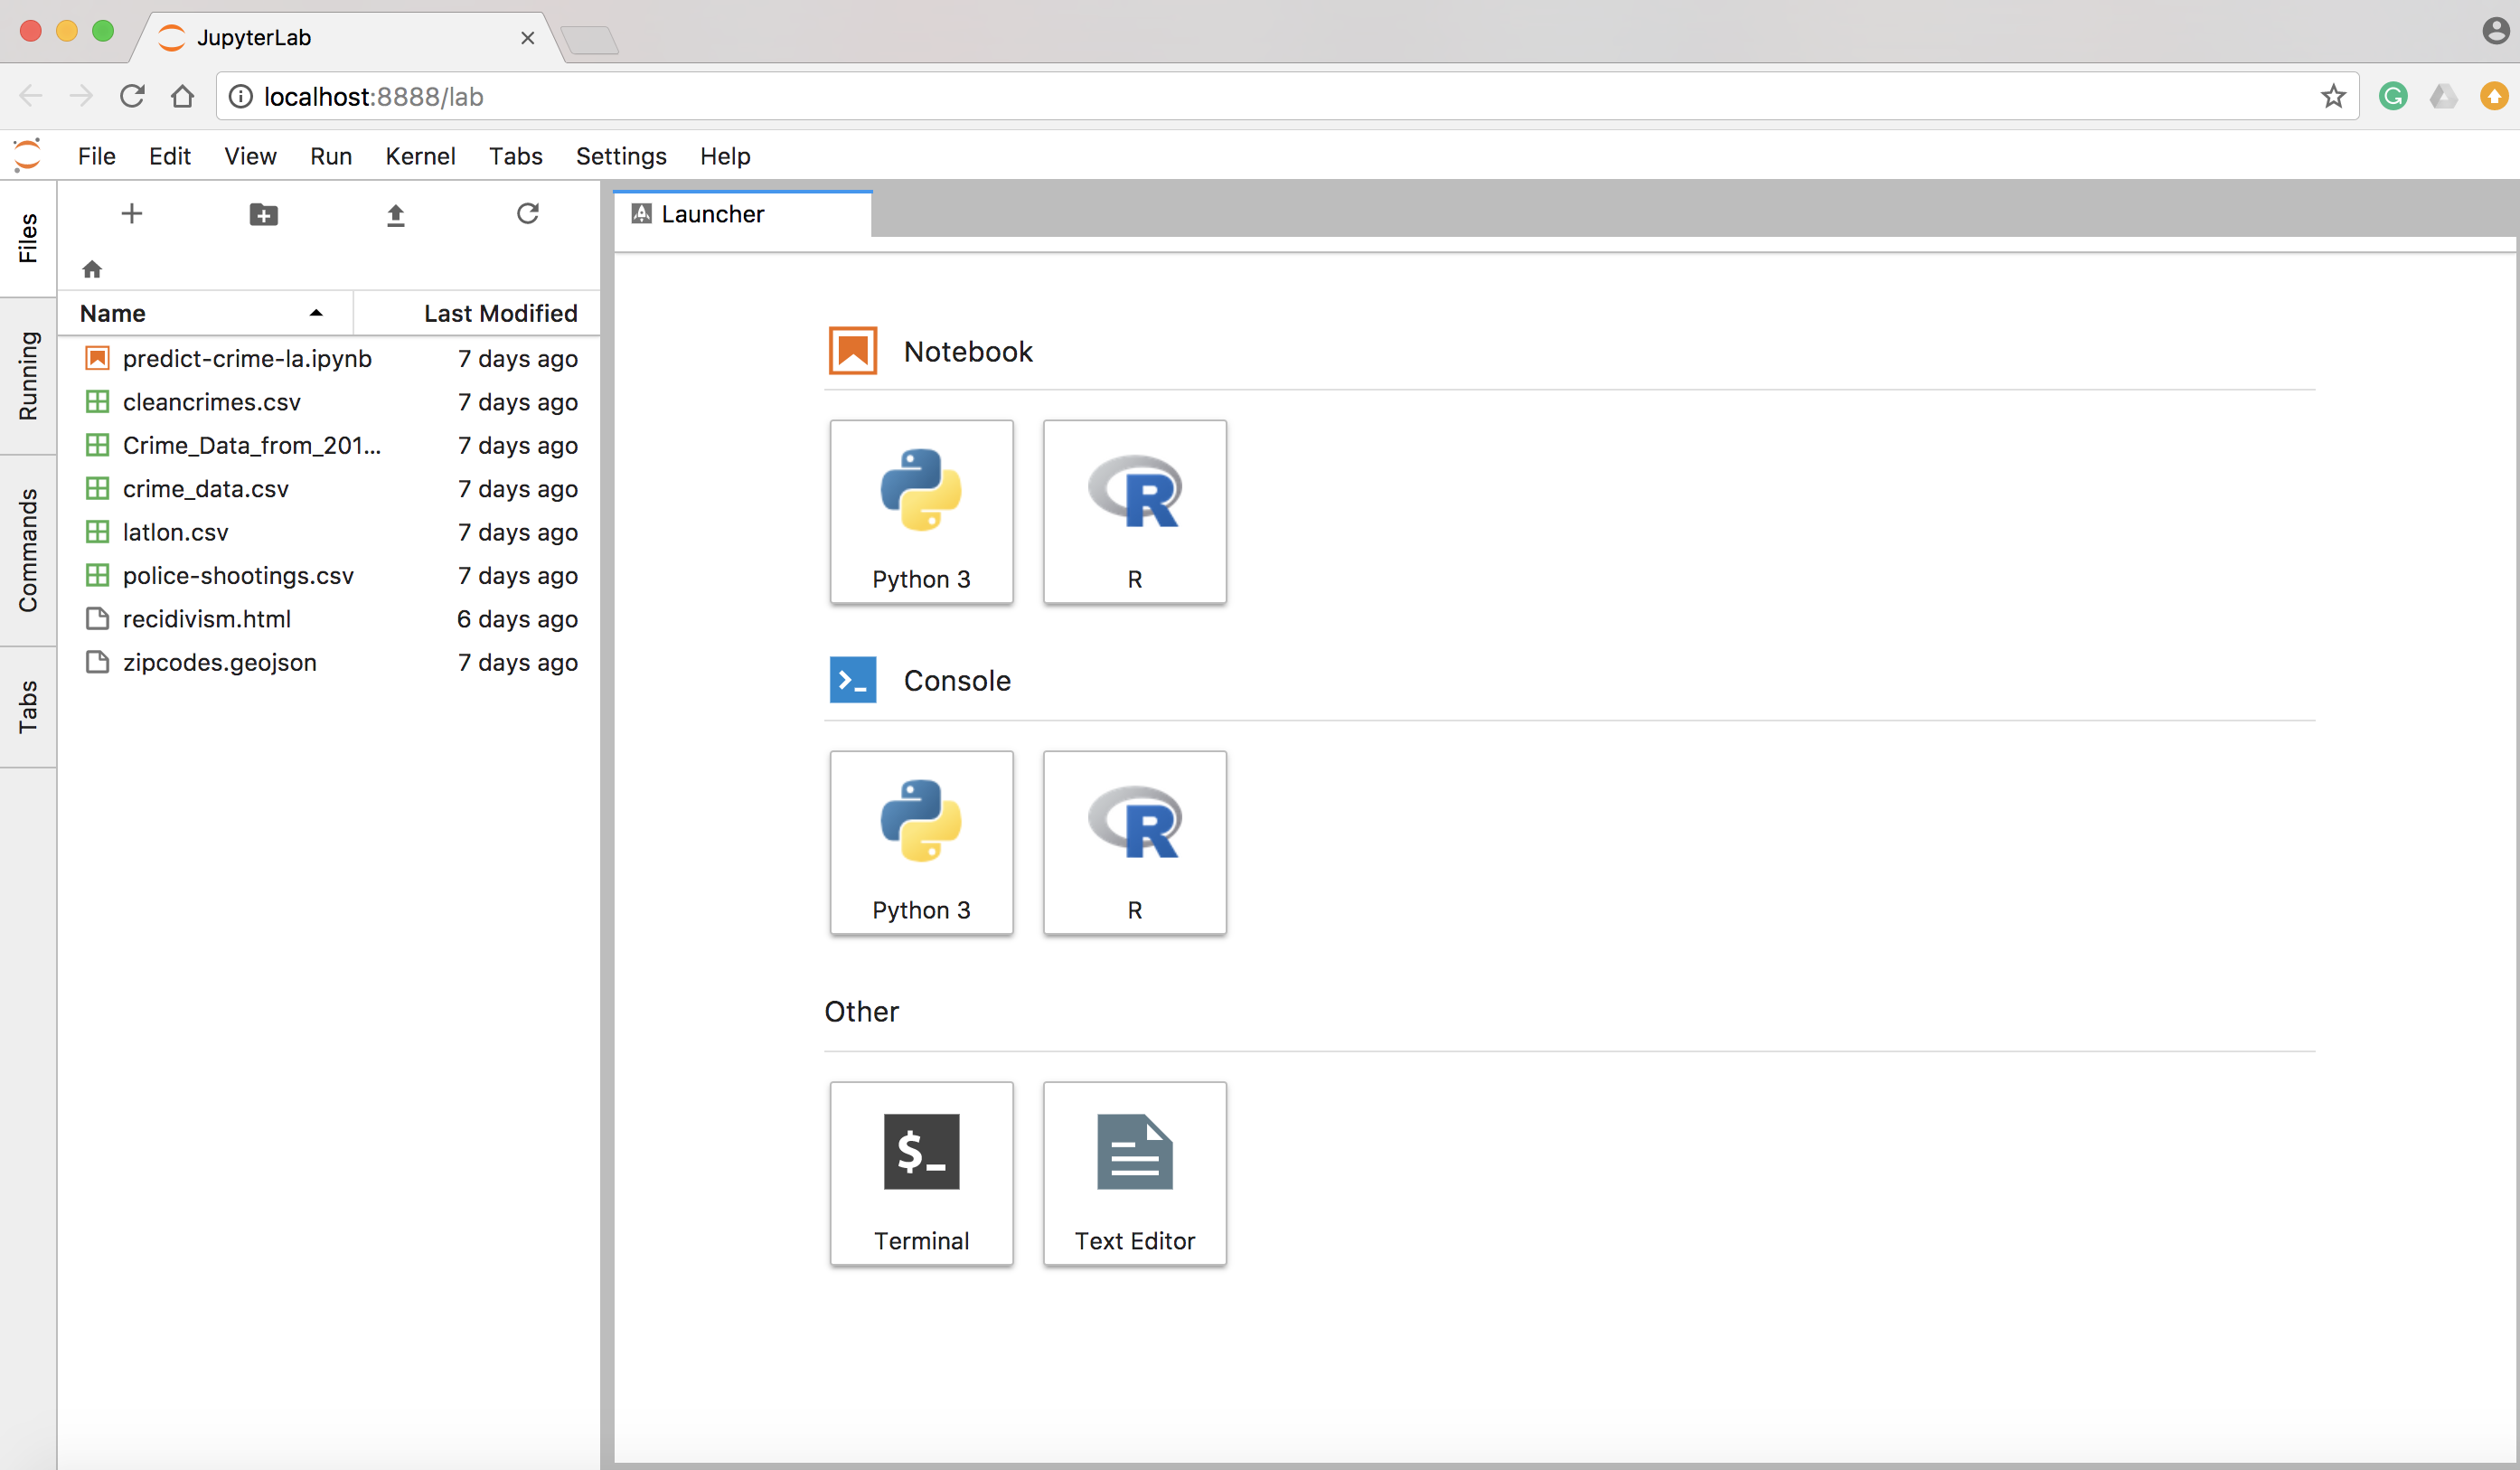 JupyterLab
localhost:8888/lab
File Edit View Run Kernel Tabs Settings Help
Files
Running
Commands
Tabs
Name Last Modified
predict-crime-la.ipynb 7 days ago
cleancrimes.csv 7 days ago
Crime_Data_from_201... 7 days ago
crime_data.csv 7 days ago
latlon.csv 7 days ago
police-shootings.csv 7 days ago
recidivism.html 6 days ago
zipcodes.geojson 7 days ago
Launcher
Notebook
Python 3 R
Console
Python 3 R
Other
$_
Terminal Text Editor